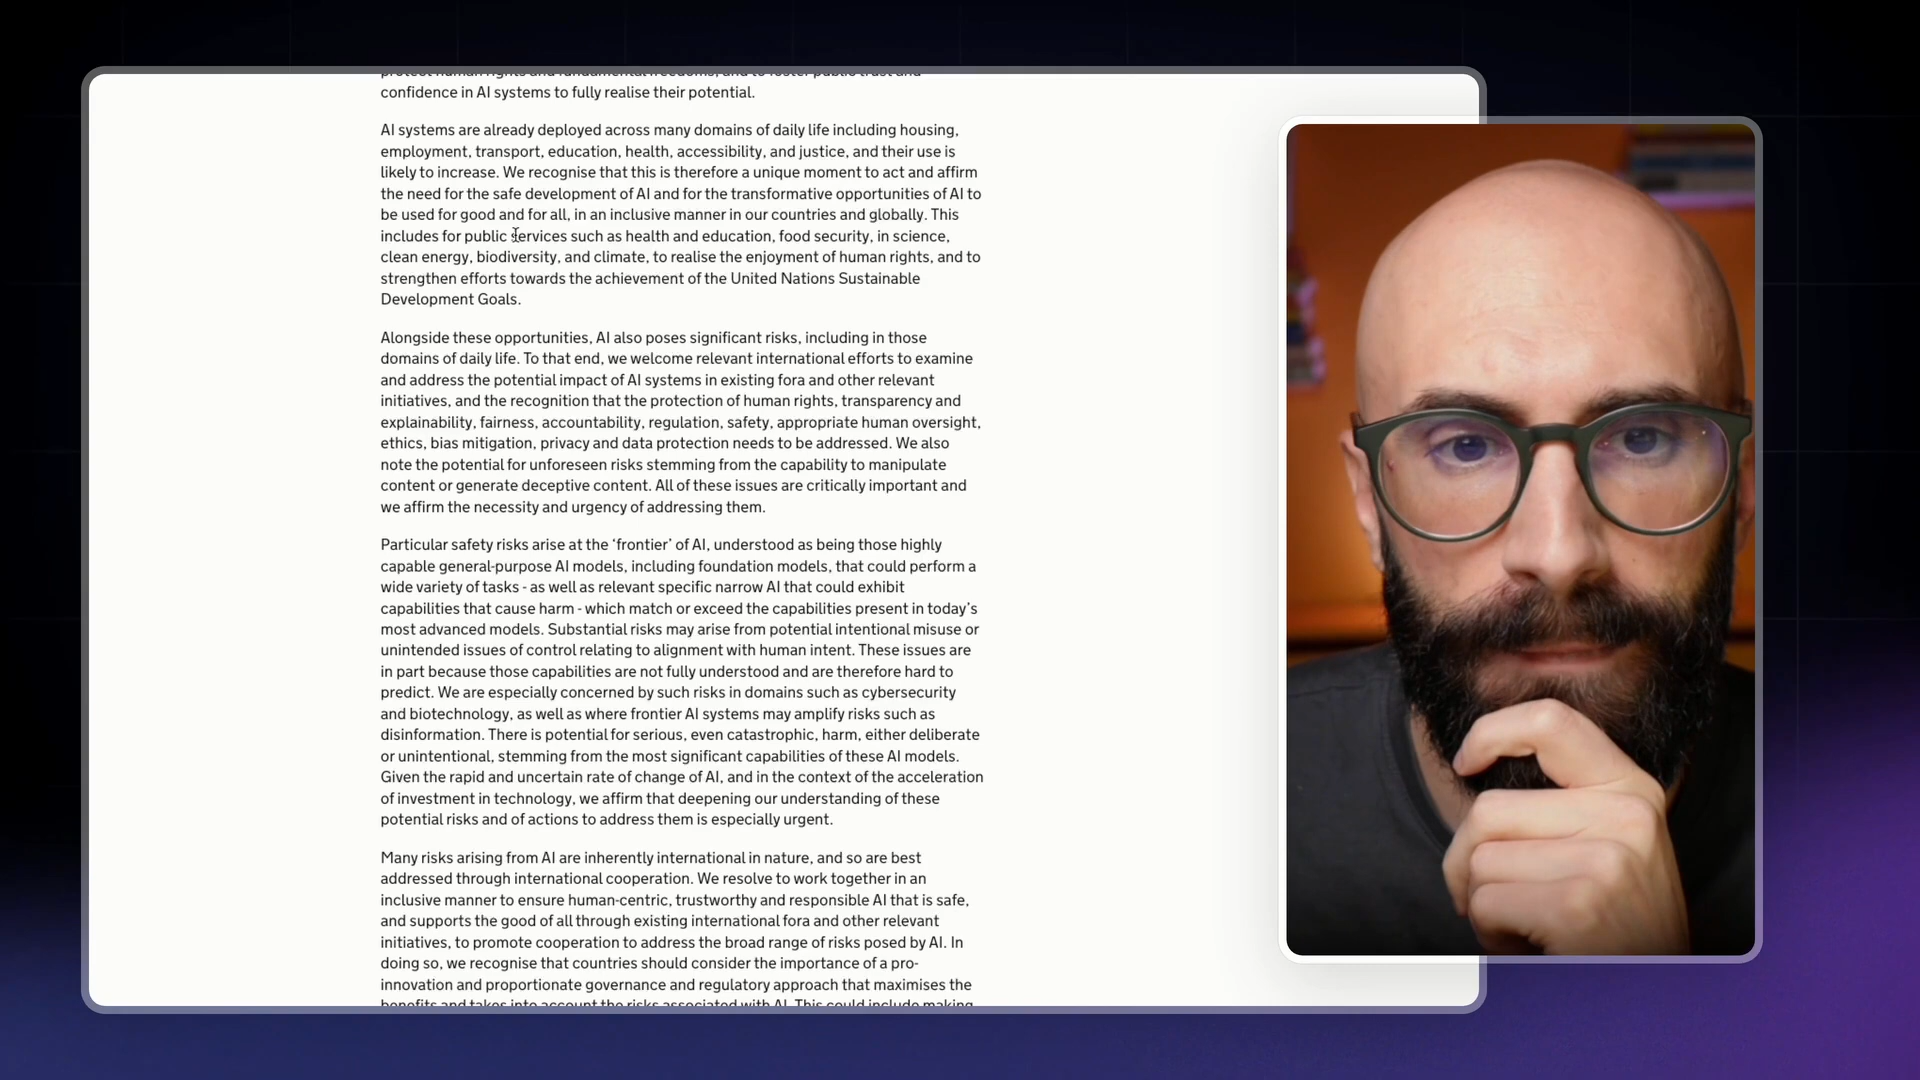 protect human rights and fundamental freedoms, and to foster public trust and
confidence in AI systems to fully realise their potential.
AI systems are already deployed across many domains of daily life including housing,
employment, transport, education, health, accessibility, and justice, and their use is
likely to increase. We recognise that this is therefore a unique moment to act and affirm
the need for the safe development of AI and for the transformative opportunities of AI to
be used for good and for all, in an inclusive manner in our countries and globally. This
includes for public services such as health and education, food security, in science,
clean energy, biodiversity, and climate, to realise the enjoyment of human rights, and to
strengthen efforts towards the achievement of the United Nations Sustainable
Development Goals.
Alongside these opportunities, AI also poses significant risks, including in those
domains of daily life. To that end, we welcome relevant international efforts to examine
and address the potential impact of AI systems in existing fora and other relevant
initiatives, and the recognition that the protection of human rights, transparency and
explainability, fairness, accountability, regulation, safety, appropriate human oversight,
ethics, bias mitigation, privacy and data protection needs to be addressed. We also
note the potential for unforeseen risks stemming from the capability to manipulate
content or generate deceptive content. All of these issues are critically important and
we affirm the necessity and urgency of addressing them.
Particular safety risks arise at the ‘frontier’ of AI, understood as being those highly
capable general-purpose AI models, including foundation models, that could perform a
wide variety of tasks - as well as relevant specific narrow AI that could exhibit
capabilities that cause harm - which match or exceed the capabilities present in today’s
most advanced models. Substantial risks may arise from potential intentional misuse or
unintended issues of control relating to alignment with human intent. These issues are
in part because those capabilities are not fully understood and are therefore hard to
predict. We are especially concerned by such risks in domains such as cybersecurity
and biotechnology, as well as where frontier AI systems may amplify risks such as
disinformation. There is potential for serious, even catastrophic, harm, either deliberate
or unintentional, stemming from the most significant capabilities of these AI models.
Given the rapid and uncertain rate of change of AI, and in the context of the acceleration
of investment in technology, we affirm that deepening our understanding of these
potential risks and of actions to address them is especially urgent.
Many risks arising from AI are inherently international in nature, and so are best
addressed through international cooperation. We resolve to work together in an
inclusive manner to ensure human-centric, trustworthy and responsible AI that is safe,
and supports the good of all through existing international fora and other relevant
initiatives, to promote cooperation to address the broad range of risks posed by AI. In
doing so, we recognise that countries should consider the importance of a pro-
innovation and proportionate governance and regulatory approach that maximises the
benefits and takes into account the risks associated with AI. This could include making